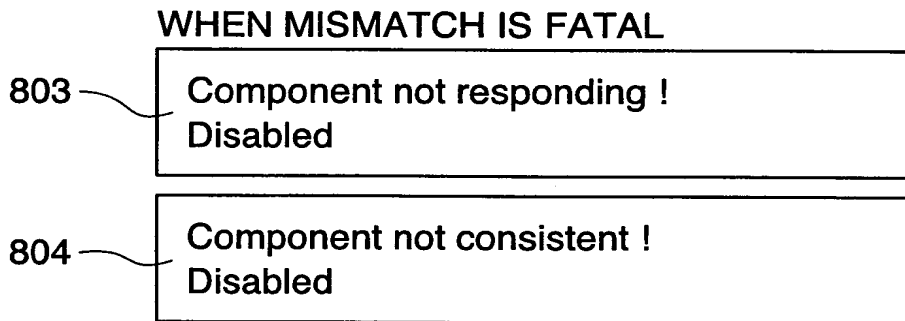 WHEN MISMATCH IS FATAL
803
Component not responding !
Disabled
804
Component not consistent !
Disabled